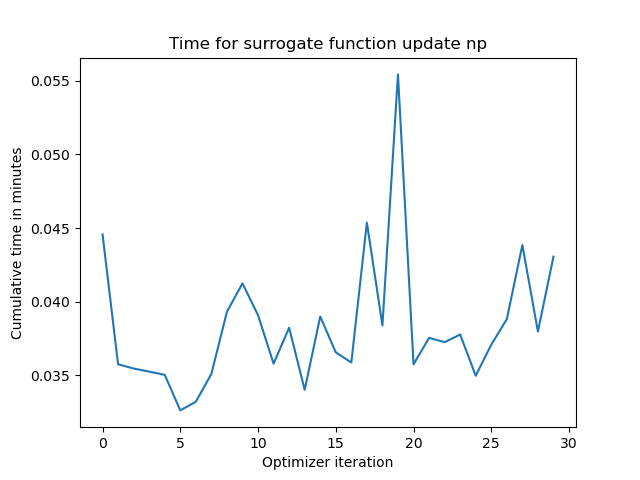 Time for surrogate function update np
Cumulative time in minutes
0.055
0.050
0.045
0.040
0.035
0 5 10 15 20 25 30
Optimizer iteration